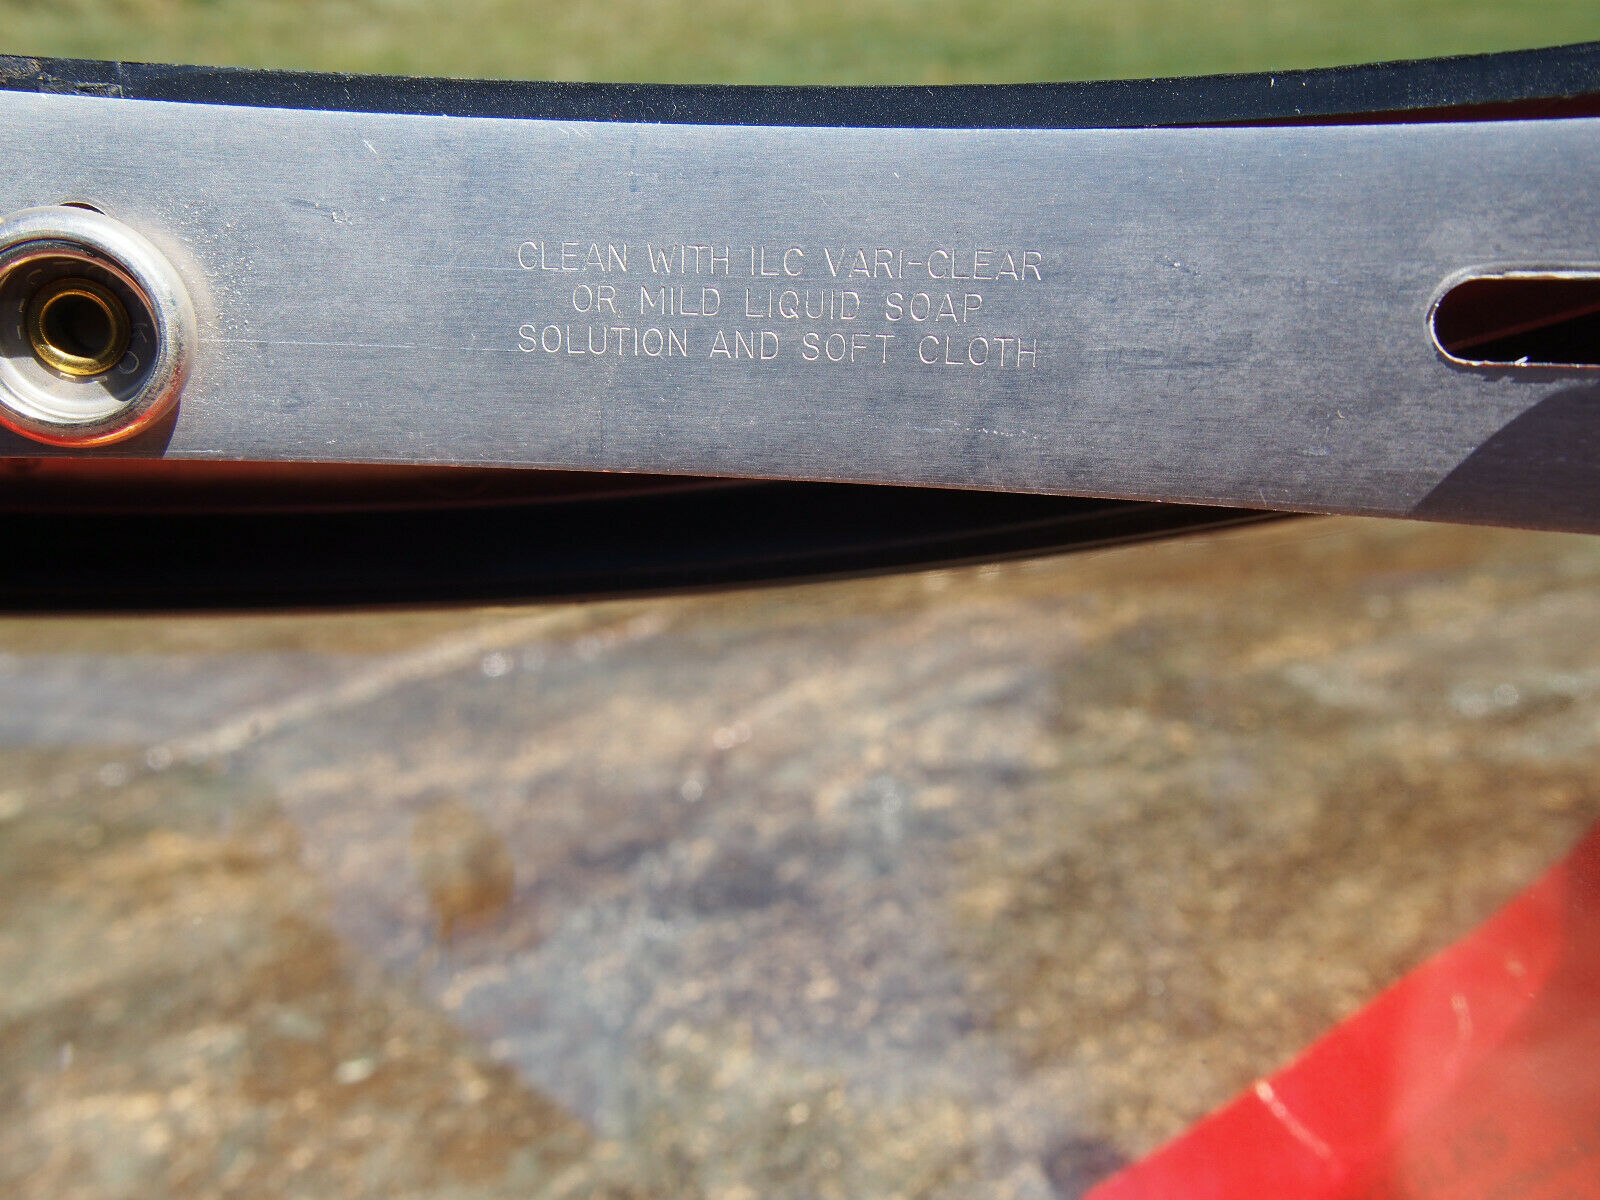 CLEAN WITH ILC VARI-CLEAR
OR MILD LIQUID SOAP
SOLUTION AND SOFT CLOTH